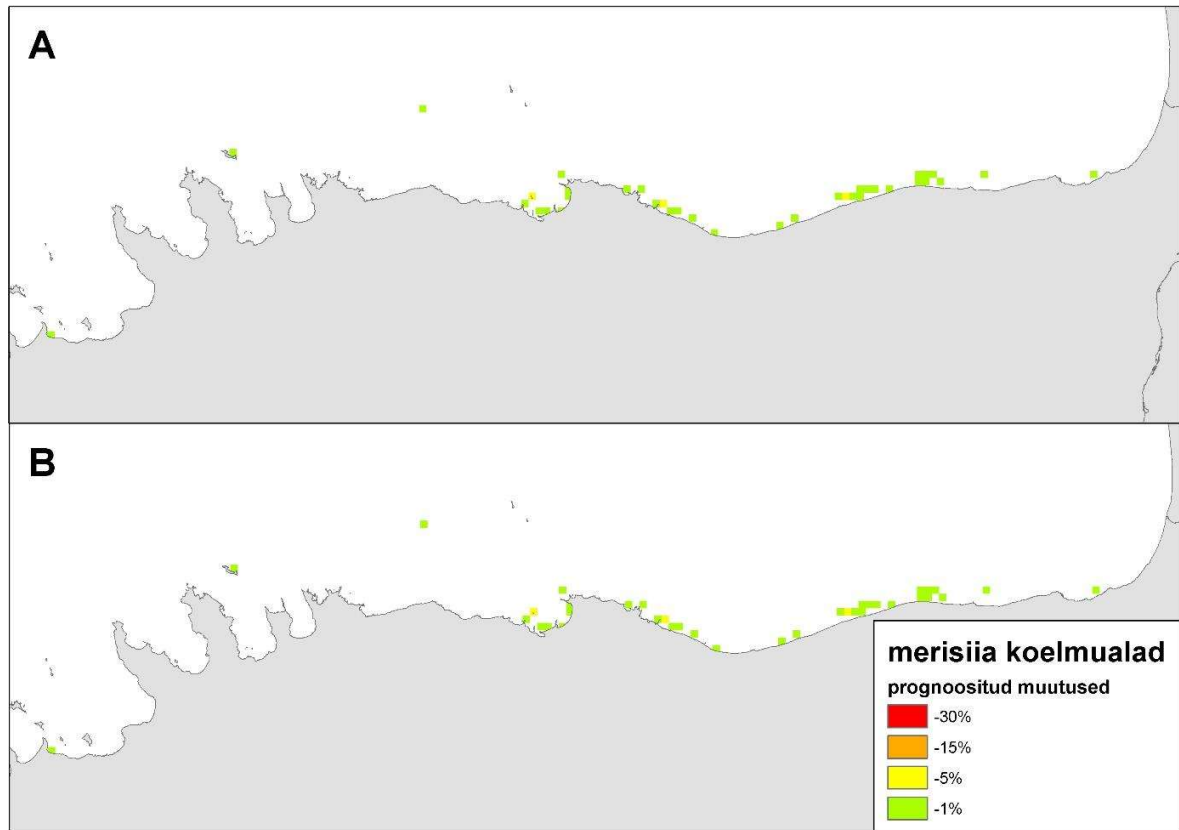 A
B
merisiia koelmualad
prognoositud muutused
-30%
-15%
-5%
-1%